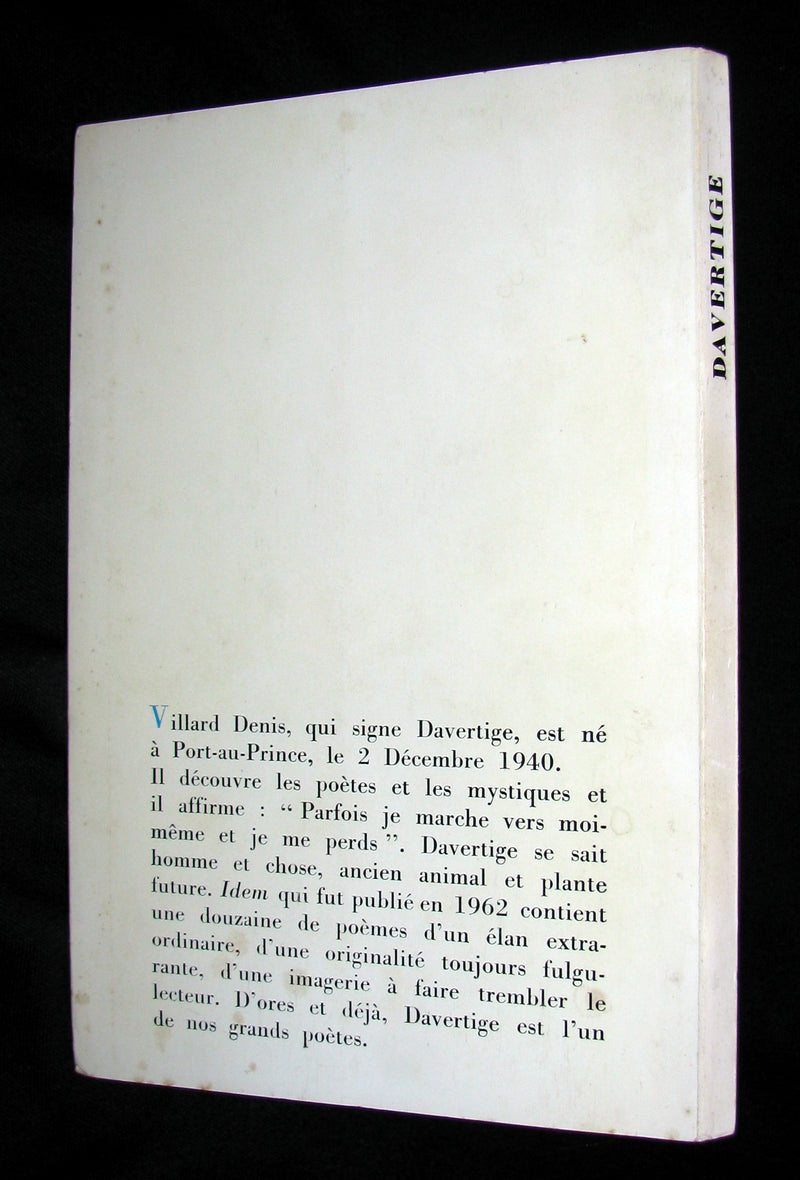 Villard Denis, qui signe Davertige, est né
à Port-au-Prince, le 2 Décembre 1940.
Il découvre les poètes et les mystiques et
il affirme : “ Parfois je marche vers moi-
même et je me perds ”. Davertige se sait
homme et chose, ancien animal et plante
future. Idem qui fut publié en 1962 contient
une douzaine de poèmes d’un élan extra-
ordinaire, d’une originalité toujours fulgu-
rante, d’une imagerie à faire trembler le
lecteur. D’ores et déjà, Davertige est l’un
de nos grands poètes.
DAVERTIGE